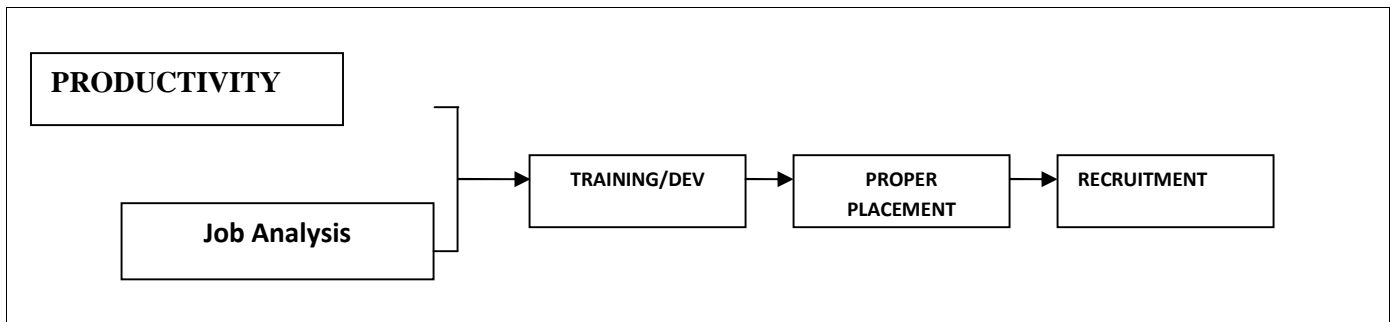 PRODUCTIVITY
Job Analysis
TRAINING/DEV
PROPER
PLACEMENT
RECRUITMENT